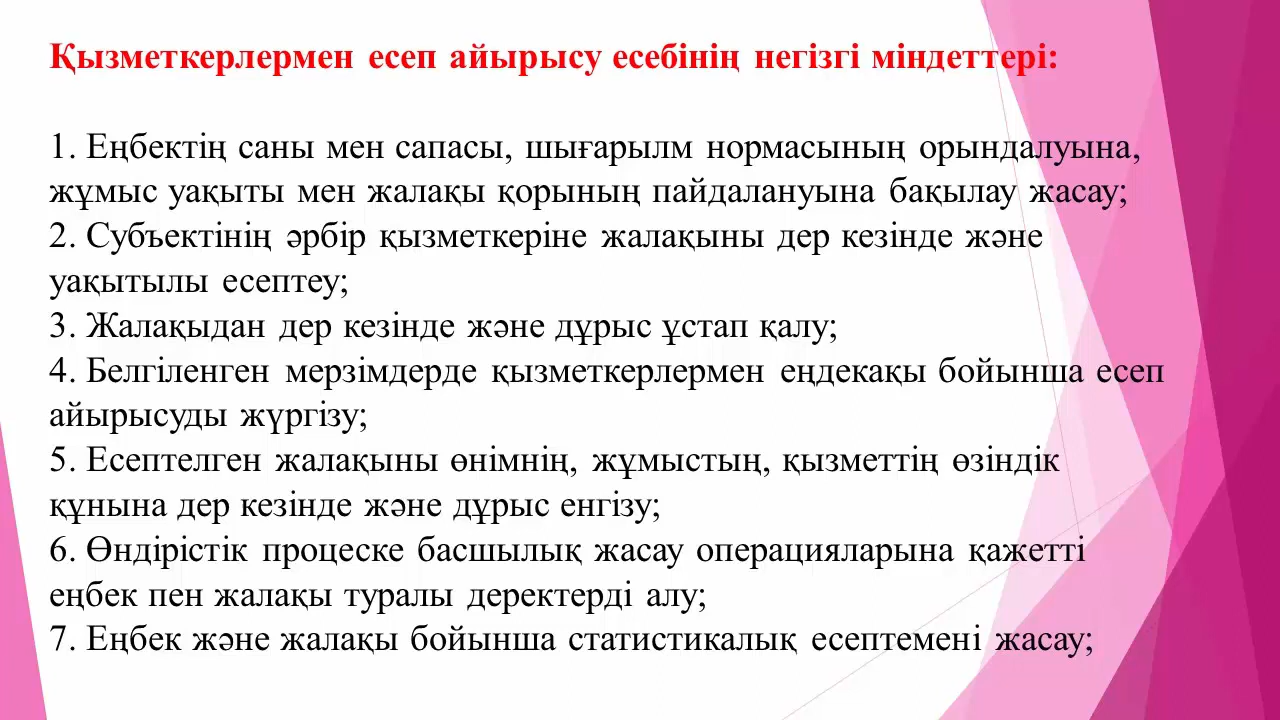 Қызметкерлермен есеп айырысу есебінің негізгі міндеттері:
1. Еңбектің саны мен сапасы, шығарылм нормасының орындалуына,
жұмыс уақыты мен жалақы қорының пайдалануына бақылау жасау;
2. Субъектінің әрбір қызметкеріне жалақыны дер кезінде және
уақытылы есептеу;
3. Жалақыдан дер кезінде және дұрыс ұстап қалу;
4. Белгіленген мерзімдерде қызметкерлермен еңдекақы бойынша есеп
айырысуды жүргізу;
5. Есептелген жалақыны өнімнің, жұмыстың, қызметтің өзіндік
құнына дер кезінде және дұрыс енгізу;
6. Өндірістік процеске басшылық жасау операцияларына қажетті
еңбек пен жалақы туралы деректерді алу;
7. Еңбек және жалақы бойынша статистикалық есептемені жасау;